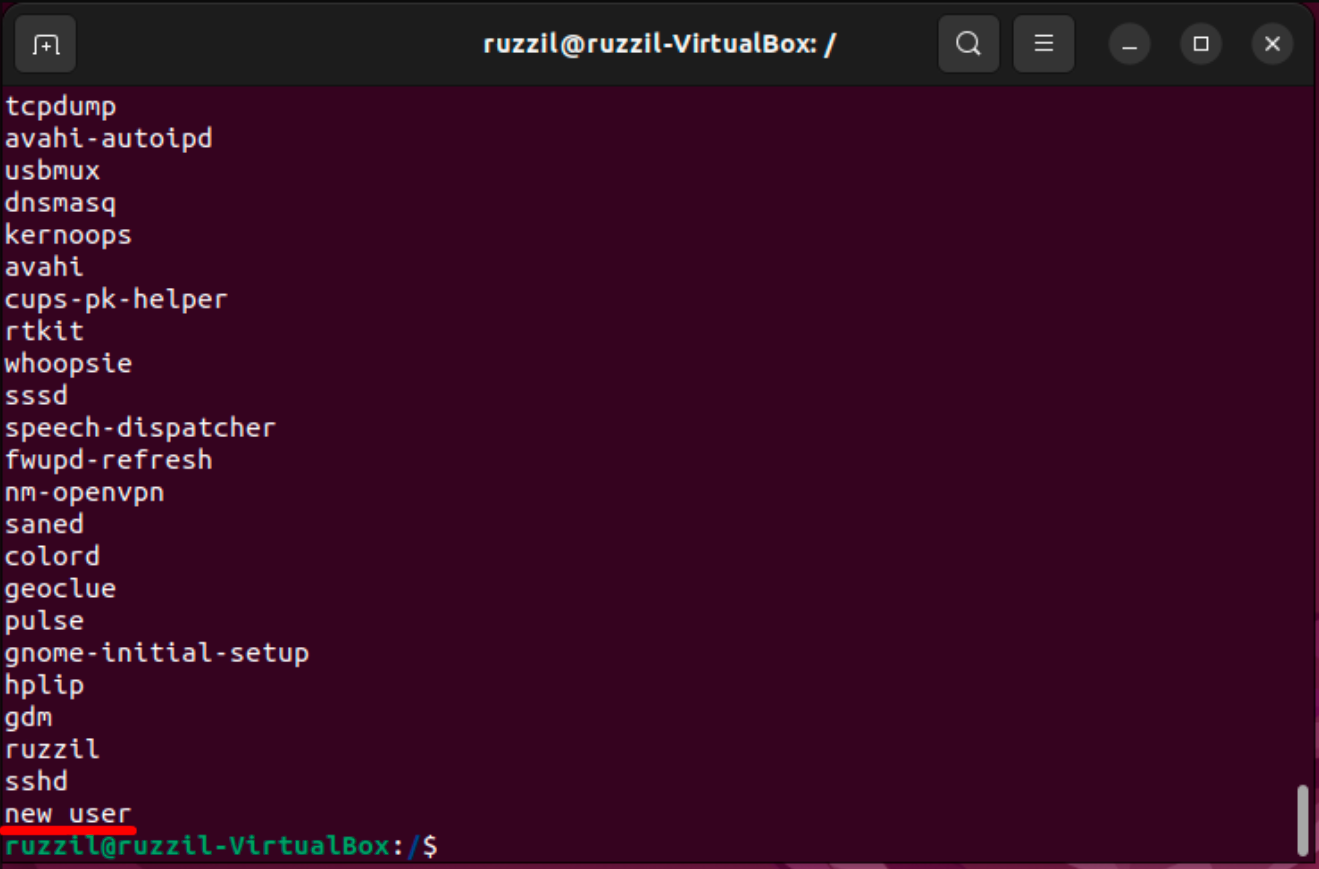 ruzzil@ruzzil-VirtualBox: /
tcpdump
avahi-autoipd
usbmux
dnsmasq
kernoops
avahi
cups-pk-helper
rtkit
whoopsie
sssd
speech-dispatcher
fwupd-refresh
nm-openvpn
saned
colord
geoclue
pulse
gnome-initial-setup
hplip
gdm
ruzzil
sshd
new_user
ruzzil@ruzzil-VirtualBox:/$